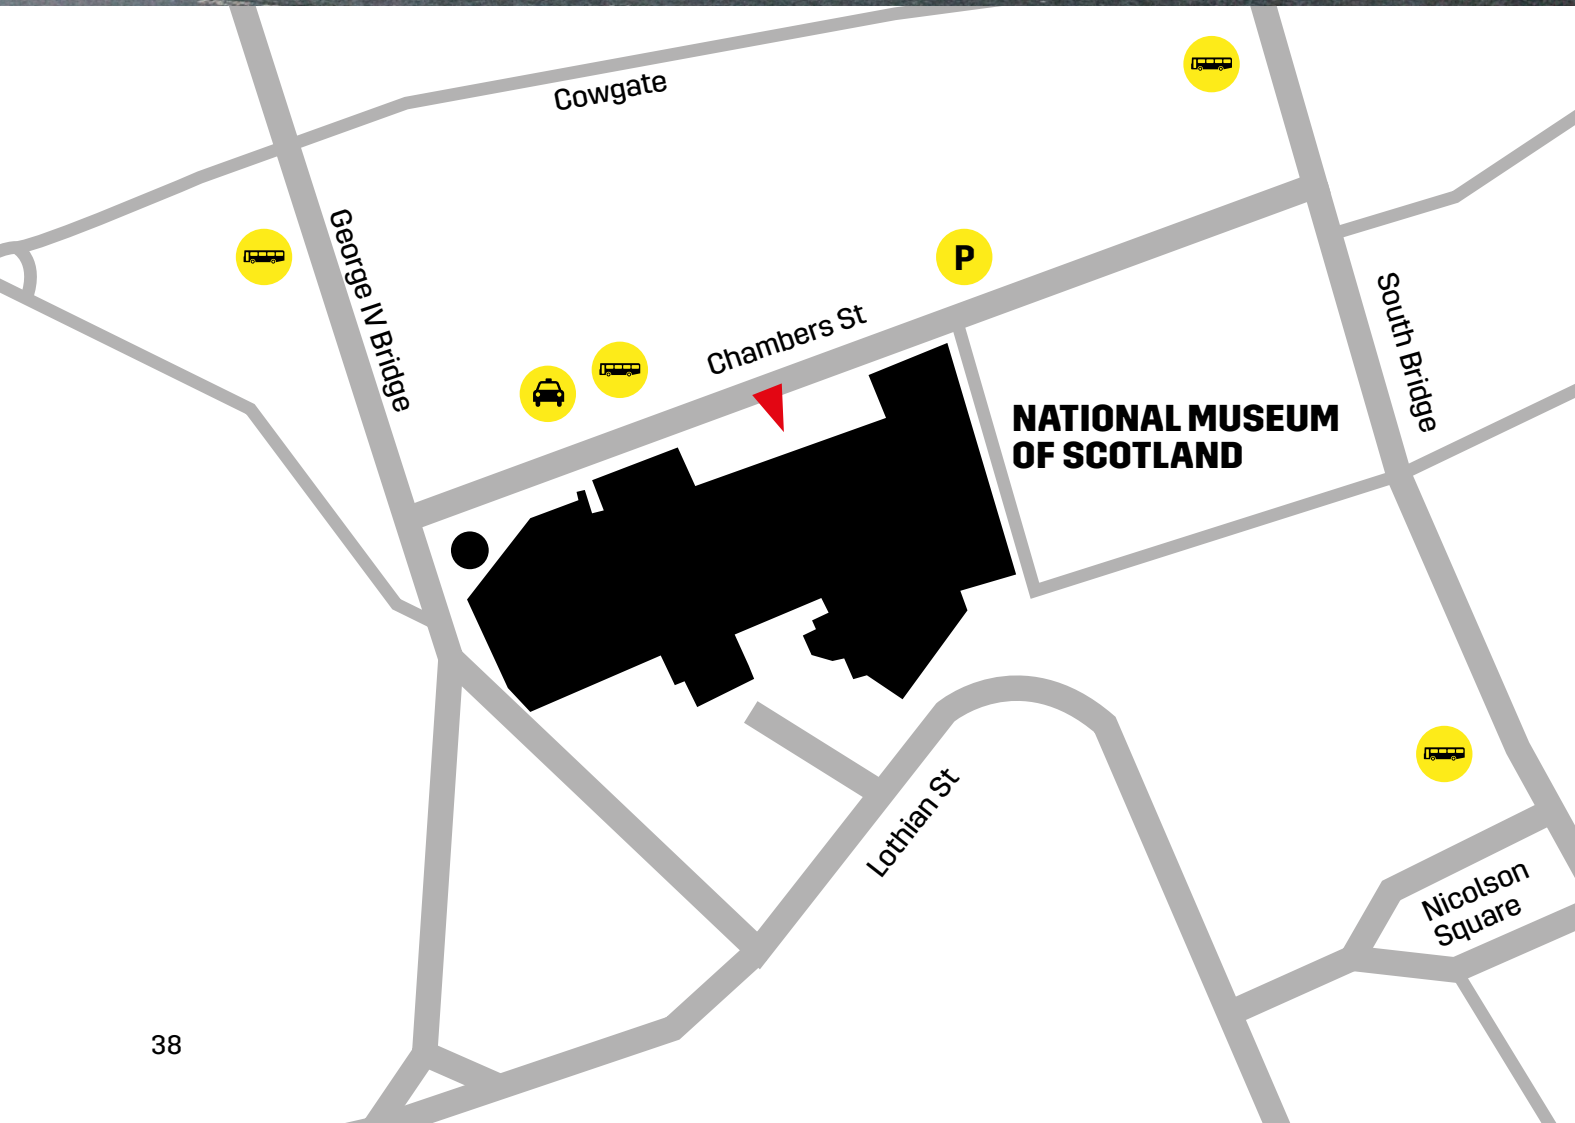 Cowgate
George IV Bridge
P
Chambers St
South Bridge
NATIONAL MUSEUM
OF SCOTLAND
Lothian St
Nicolson
Square
38